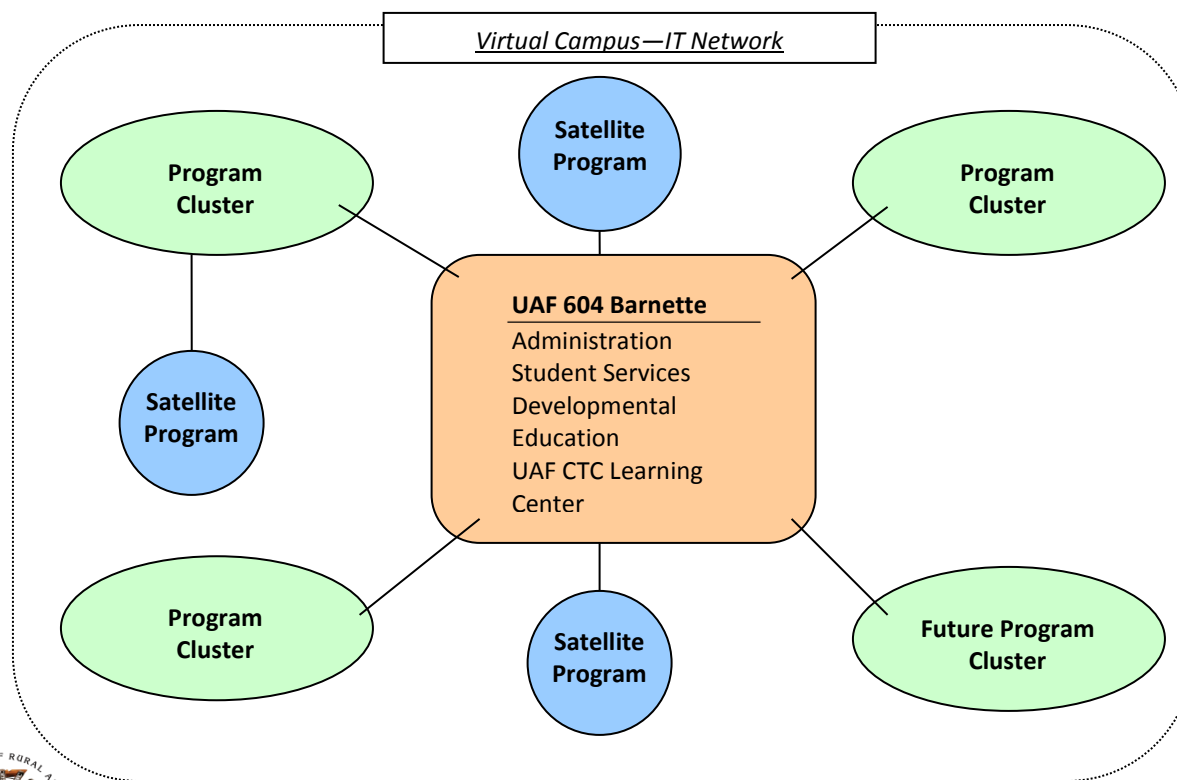 Virtual Campus—IT Network
Satellite
Program
Program
Cluster
Program
Cluster
UAF 604 Barnette
Administration
Student Services
Developmental
Education
UAF CTC Learning
Center
Satellite
Program
Program
Cluster
Satellite
Program
Future Program
Cluster
F RURAL